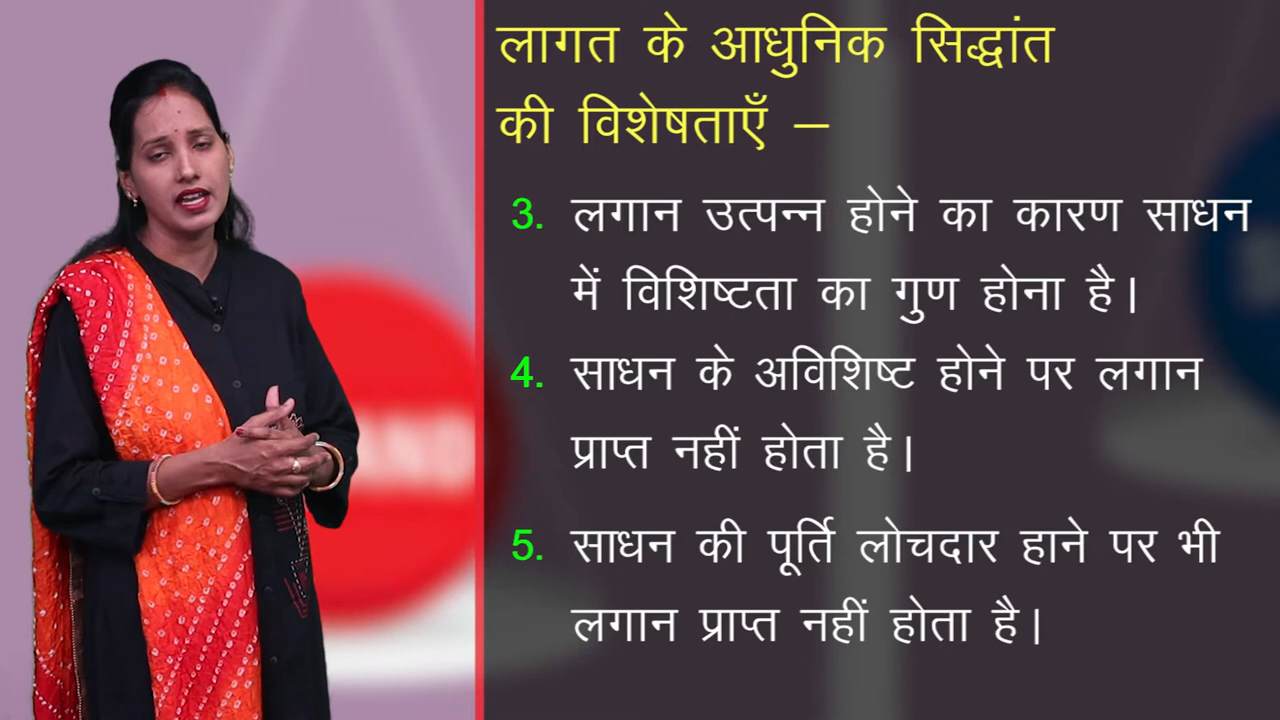 लागत के आधुनिक सिद्धांत
की विशेषताएँ –
3. लगान उत्पन्न होने का कारण साधन
में विशिष्टता का गुण होना है।
4. साधन के अविशिष्ट होने पर लगान
प्राप्त नहीं होता है।
5. साधन की पूर्ति लोचदार हाने पर भी
लगान प्राप्त नहीं होता है।